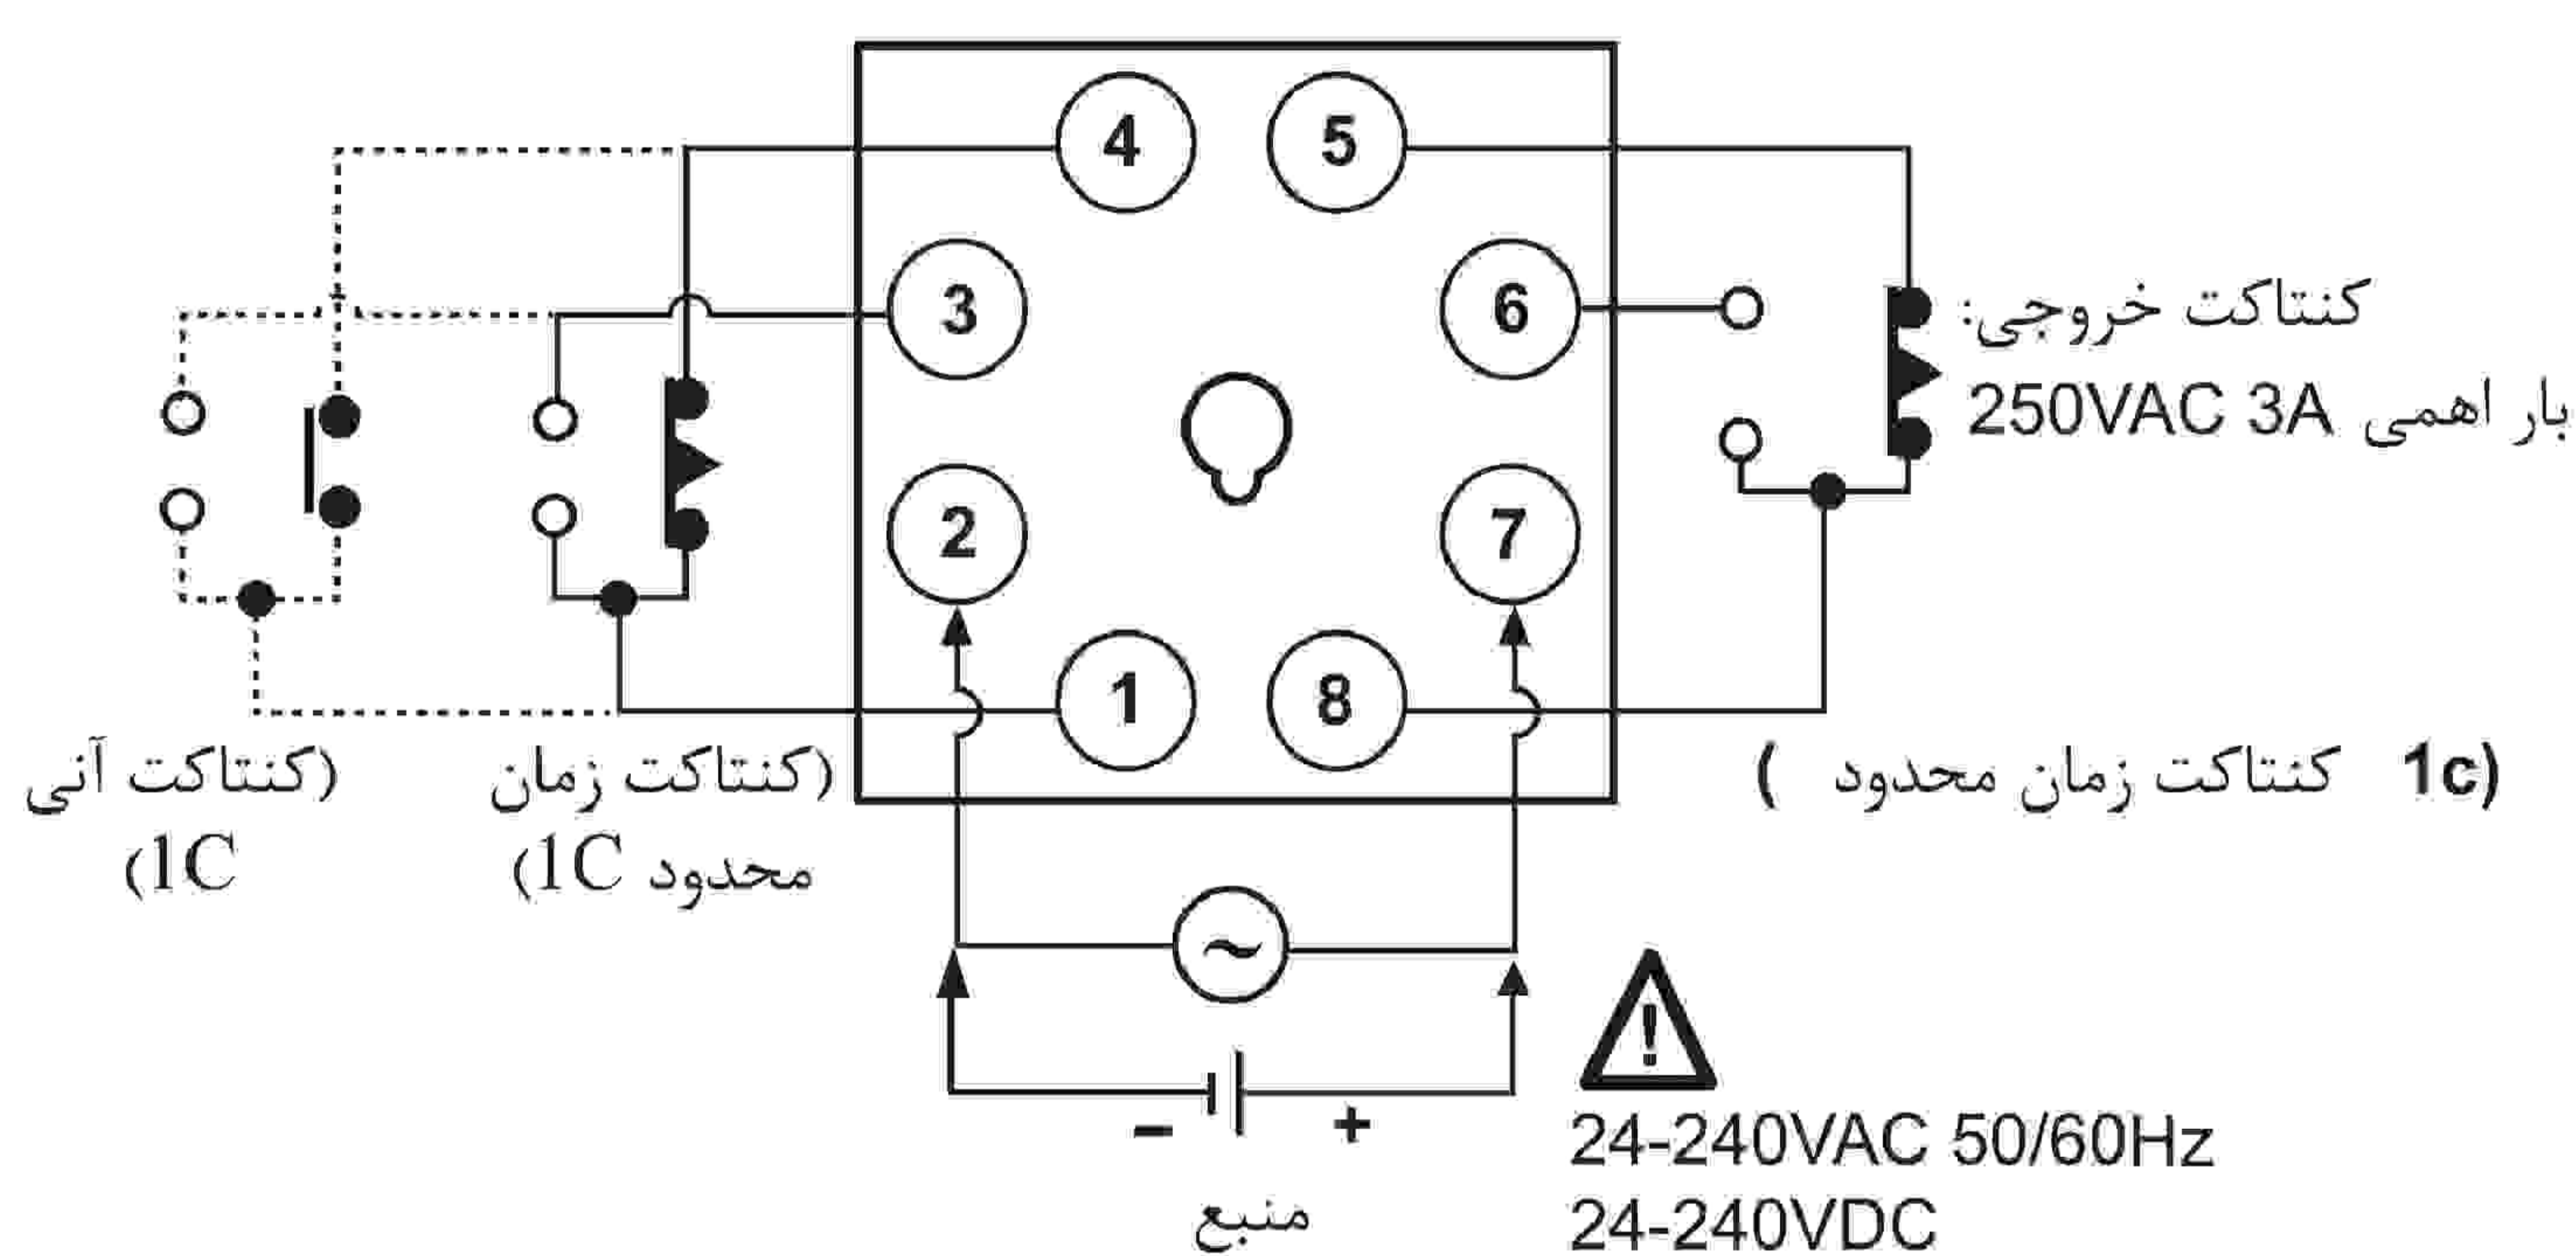 4
5
3
6
کنتاکت خروجی:
بار اهمی 250VAC 3A
2
7
1
8
(کنتاکت آنی
1C)
(کنتاکت زمان
محدود 1C)
(1c کنتاکت زمان محدود )
~
!
- +
منبع
24-240VAC 50/60Hz
24-240VDC